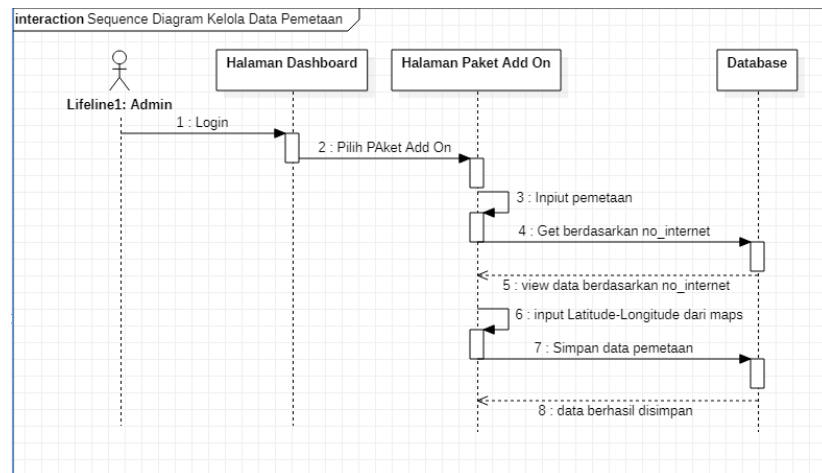 interaction Sequence Diagram Kelola Data Pemetaan
Halaman Dashboard
Halaman Paket Add On
Database
Lifeline1: Admin
1 : Login
2 : Pilih PAket Add On
3 : Inpiut pemetaan
4 : Get berdasarkan no_internet
5 : view data berdasarkan no_internet
6 : input Latitude-Longitude dari maps
7 : Simpan data pemetaan
8 : data berhasil disimpan